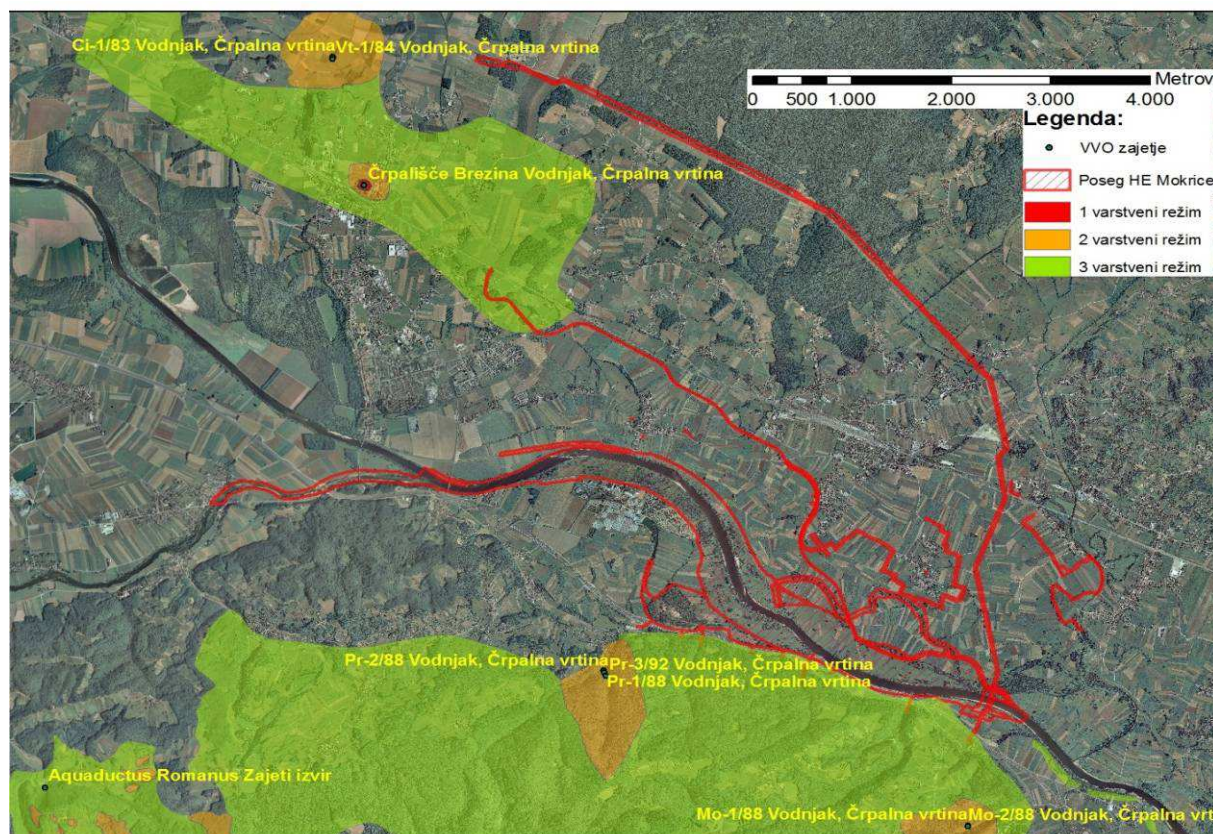 Ci-1/83 Vodnjak, Črpalna vrtina
Vt-1/84 Vodnjak, Črpalna vrtina
Metrov
0 500 1.000 2.000 3.000 4.000
Legenda:
VVO zajetje
Poseg HE Mokrice
1 varstveni režim
2 varstveni režim
3 varstveni režim
Črpališče Brezina Vodnjak, Črpalna vrtina
Pr-2/88 Vodnjak, Črpalna vrtina
Pr-3/92 Vodnjak, Črpalna vrtina
Pr-1/88 Vodnjak, Črpalna vrtina
Aquaductus Romanus Zajeti izvir
Mo-1/88 Vodnjak, Črpalna vrtina
Mo-2/88 Vodnjak, Črpalna vrt